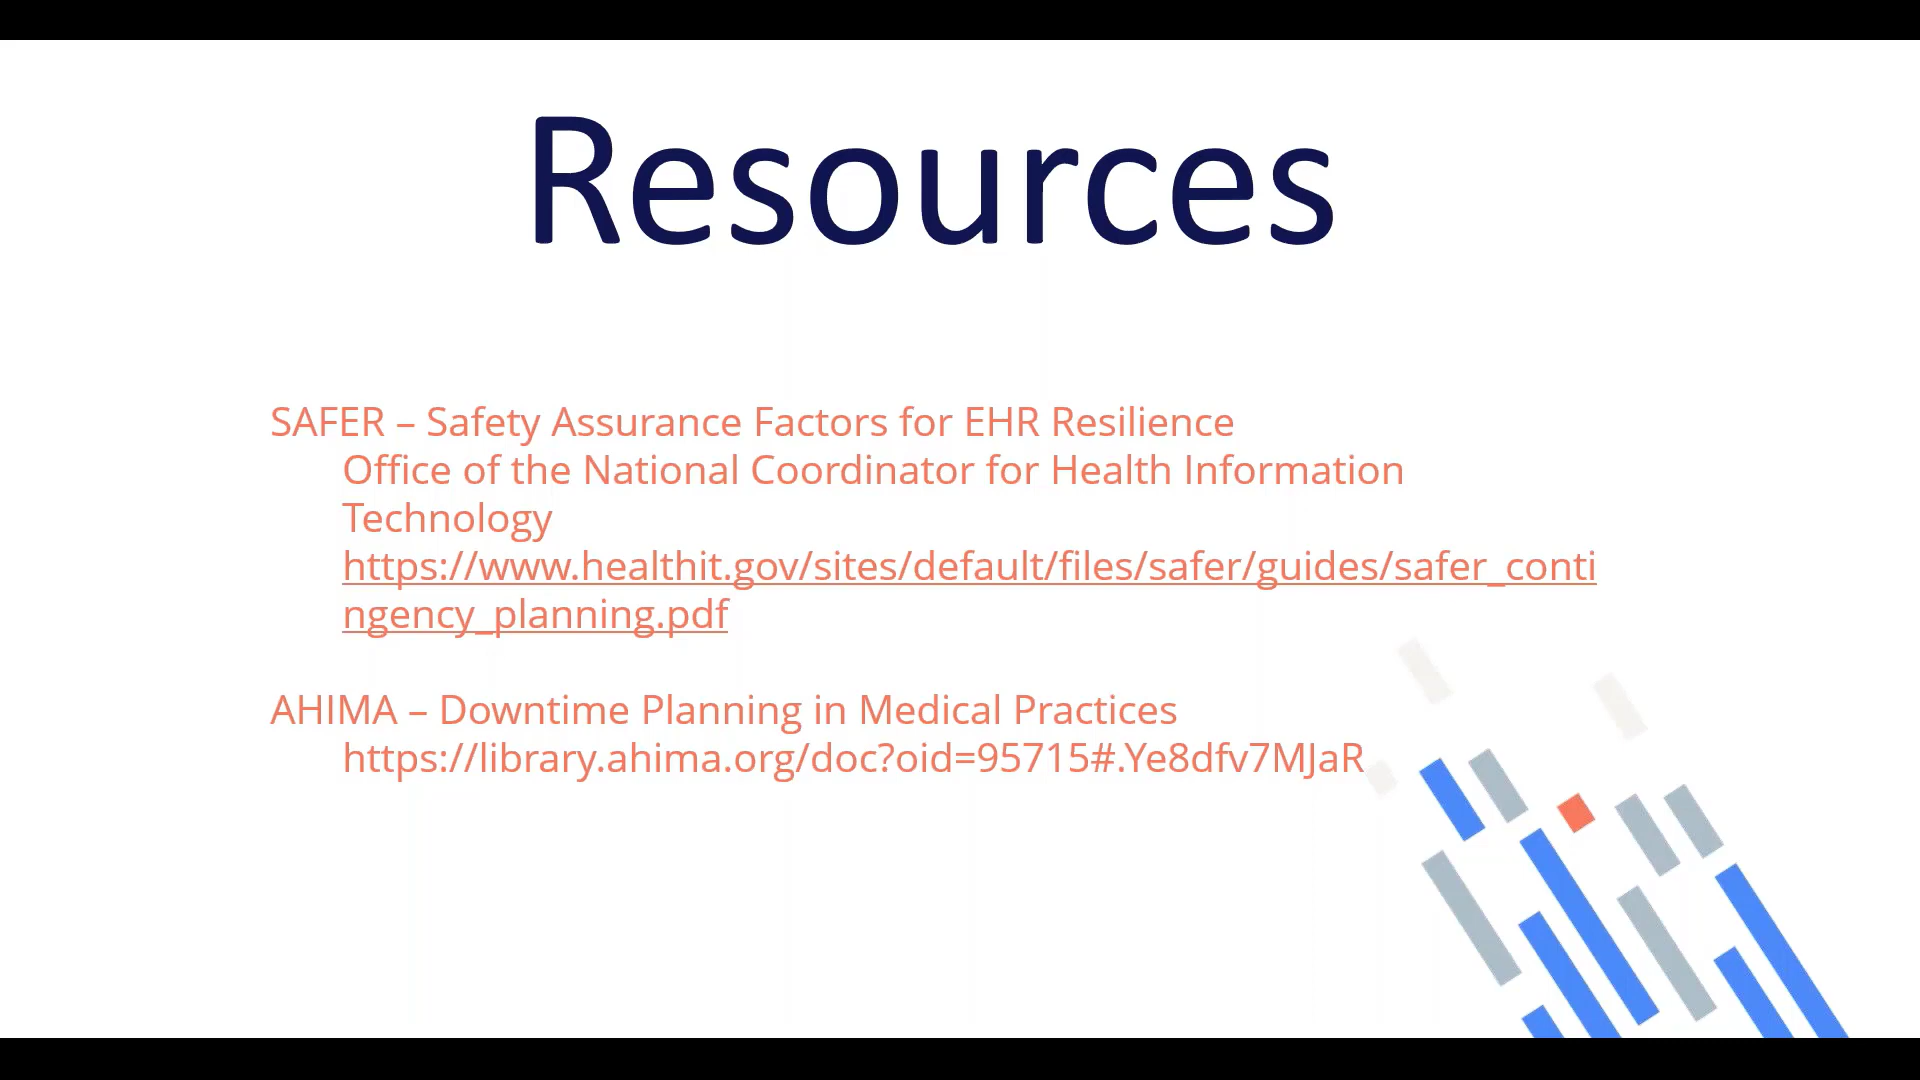 Resources
SAFER – Safety Assurance Factors for EHR Resilience
Office of the National Coordinator for Health Information
Technology
https://www.healthit.gov/sites/default/files/safer/guides/safer_conti
ngency_planning.pdf
AHIMA – Downtime Planning in Medical Practices
https://library.ahima.org/doc?oid=95715#.Ye8dfv7MJaR